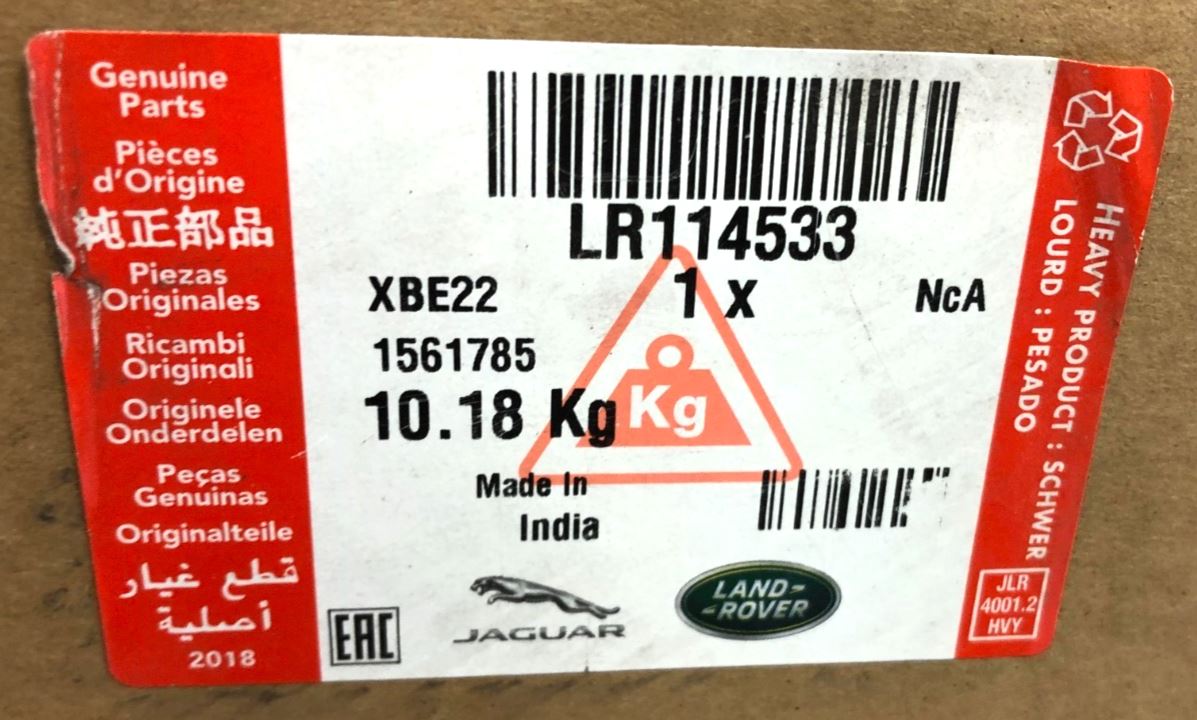 Genuine
Parts
Pièces
d'Origine
純正部品
Piezas
Originales
Ricambi
Originali
Originele
Onderdelen
Peças
Genuinas
Originalteile
قطع غيار
أصلية
2018
LR114533
XBE22
1 x
NcA
1561785
10.18 Kg
Kg
Made In
India
EAC
JAGUAR
LAND-
-ROVER
HEAVY PRODUCT : SCHWER
LOURD : PESADO
JLR
4001.2
HVY